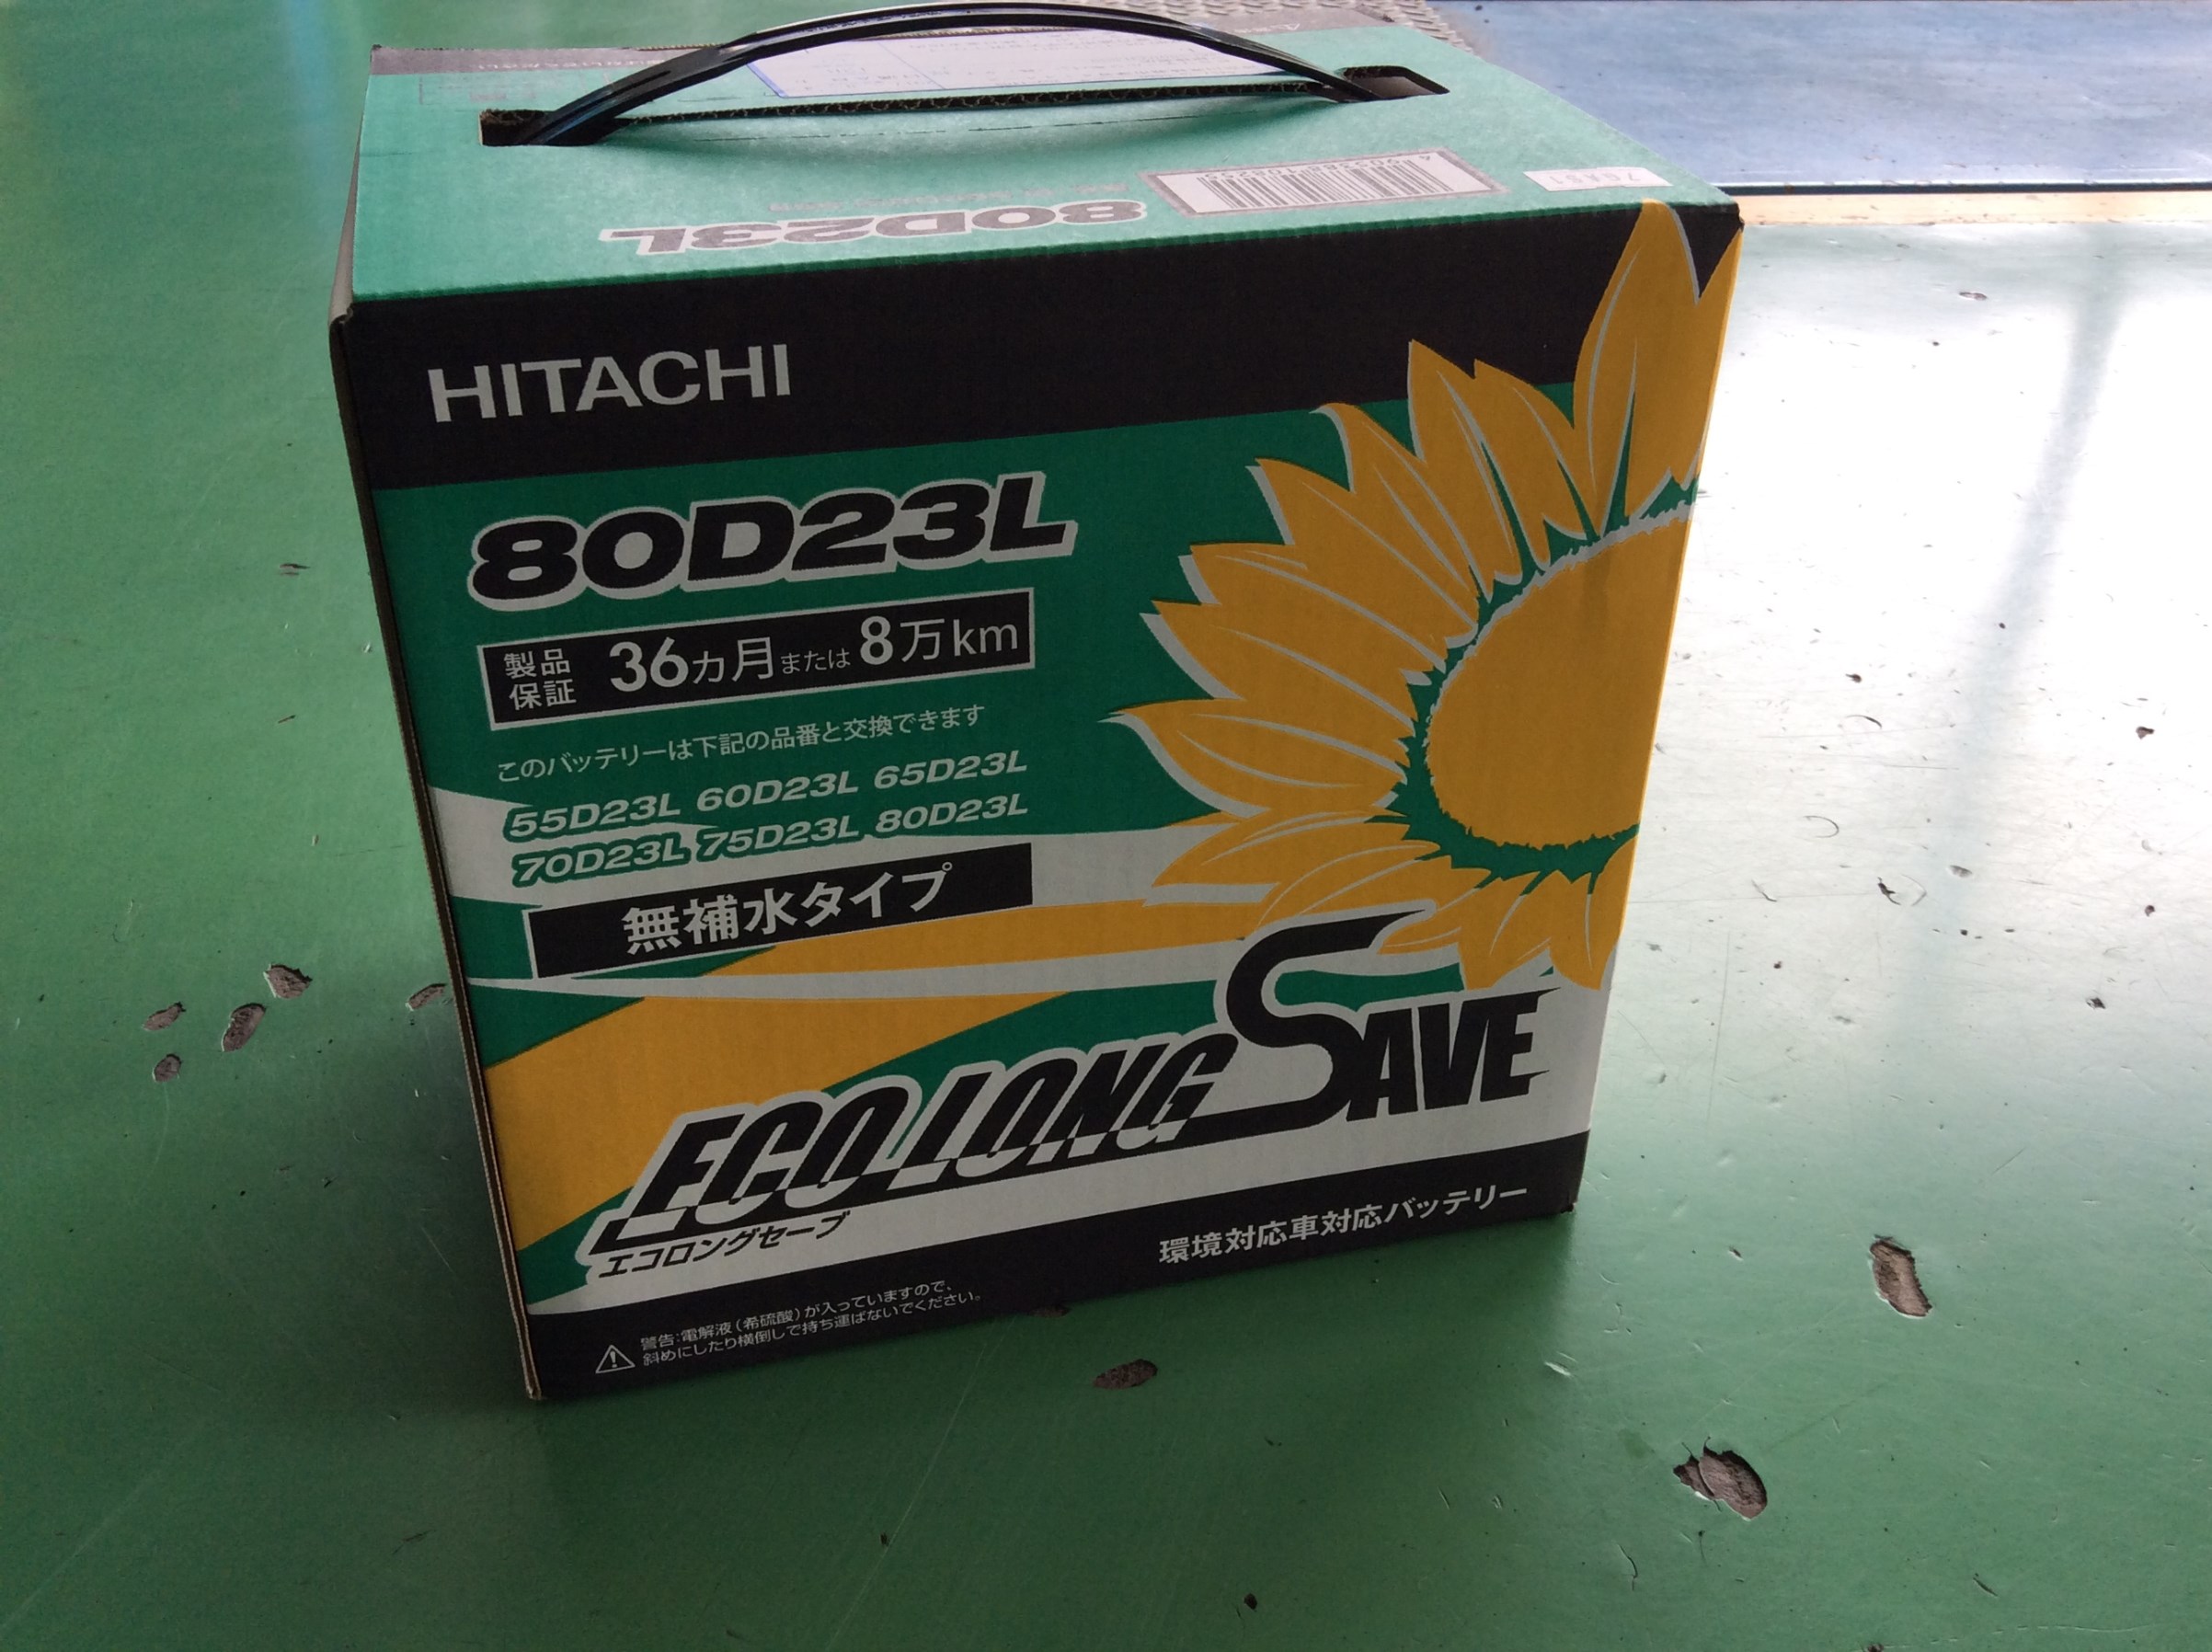 80D23L
76A51
HITACHI
80D23L
製品保証 36カ月または8万km
このバッテリーは下記の品番と交換できます
55D23L 60D23L 65D23L
70D23L 75D23L 80D23L
無補水タイプ
ECO LONG SAVE
エコロングセーブ
環境対応車対応バッテリー
警告:電解液(希硫酸)が入っていますので、
斜めにしたり横倒しで持ち運ばないでください。